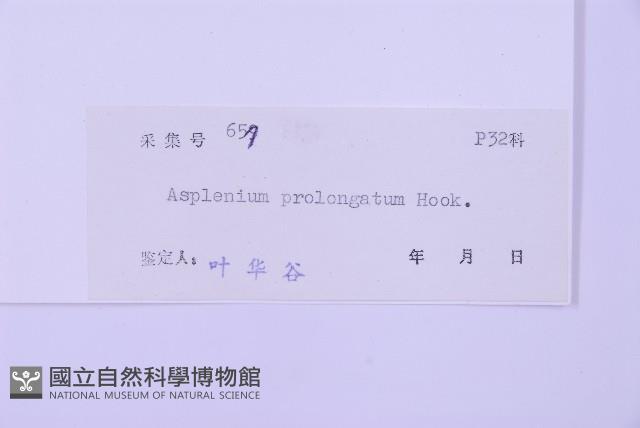 采集号 659 P32科
Asplenium prolongatum Hook.
鉴定人: 叶华谷 年 月 日
國立自然科學博物館
NATIONAL MUSEUM OF NATURAL SCIENCE